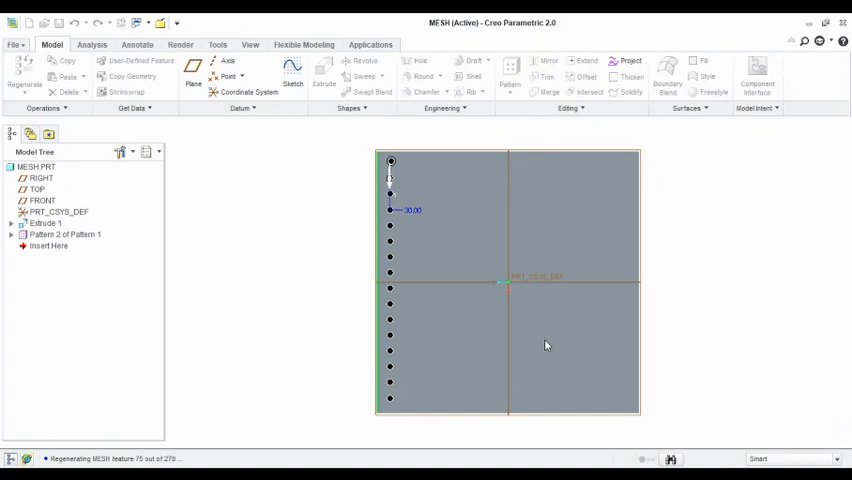 MESH (Active) - Creo Parametric 2.0
File Model Analysis Annotate Render Tools View Flexible Modeling Applications
Regenerate
Copy
Paste
Delete
User-Defined Feature
Copy Geometry
Shrinkwrap
Plane
Axis
Point
Coordinate System
Sketch
Extrude
Revolve
Sweep
Swept Blend
Hole
Round
Chamfer
Draft
Shell
Rib
Pattern
Mirror
Trim
Merge
Extend
Offset
Intersect
Project
Thicken
Solidify
Boundary
Blend
Fill
Style
Freestyle
Component
Interface
Operations Get Data Datum Shapes Engineering Editing Surfaces Model Intent
Model Tree
MESH.PRT
RIGHT
TOP
FRONT
PRT_CSYS_DEF
Extrude 1
Pattern 2 of Pattern 1
Insert Here
30.00
PRT_CSYS_DEF
Regenerating MESH feature 75 out of 278 ...
Smart